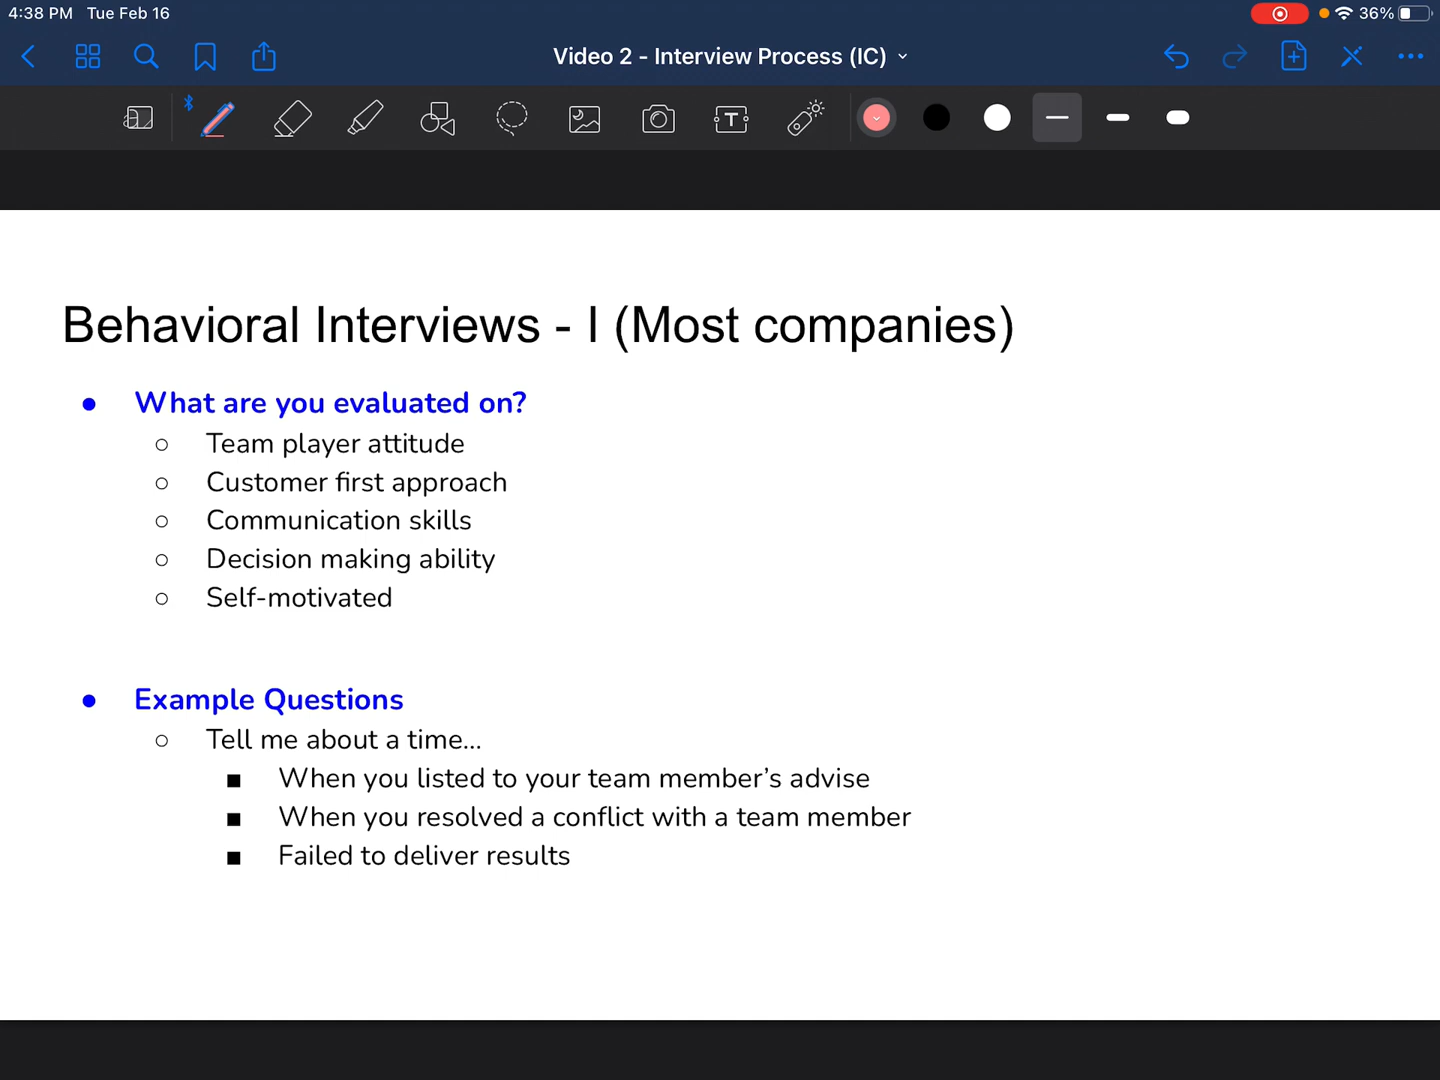 4:38 PM Tue Feb 16
36%
Video 2 - Interview Process (IC)
a
T
Behavioral Interviews - I (Most companies)
What are you evaluated on?
Team player attitude
Customer first approach
Communication skills
Decision making ability
Self-motivated
Example Questions
Tell me about a time...
When you listed to your team member’s advise
When you resolved a conflict with a team member
Failed to deliver results